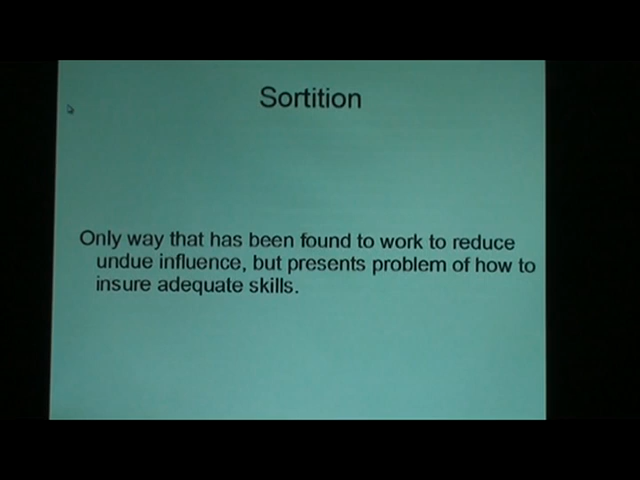 Sortition
Only way that has been found to work to reduce
undue influence, but presents problem of how to
insure adequate skills.